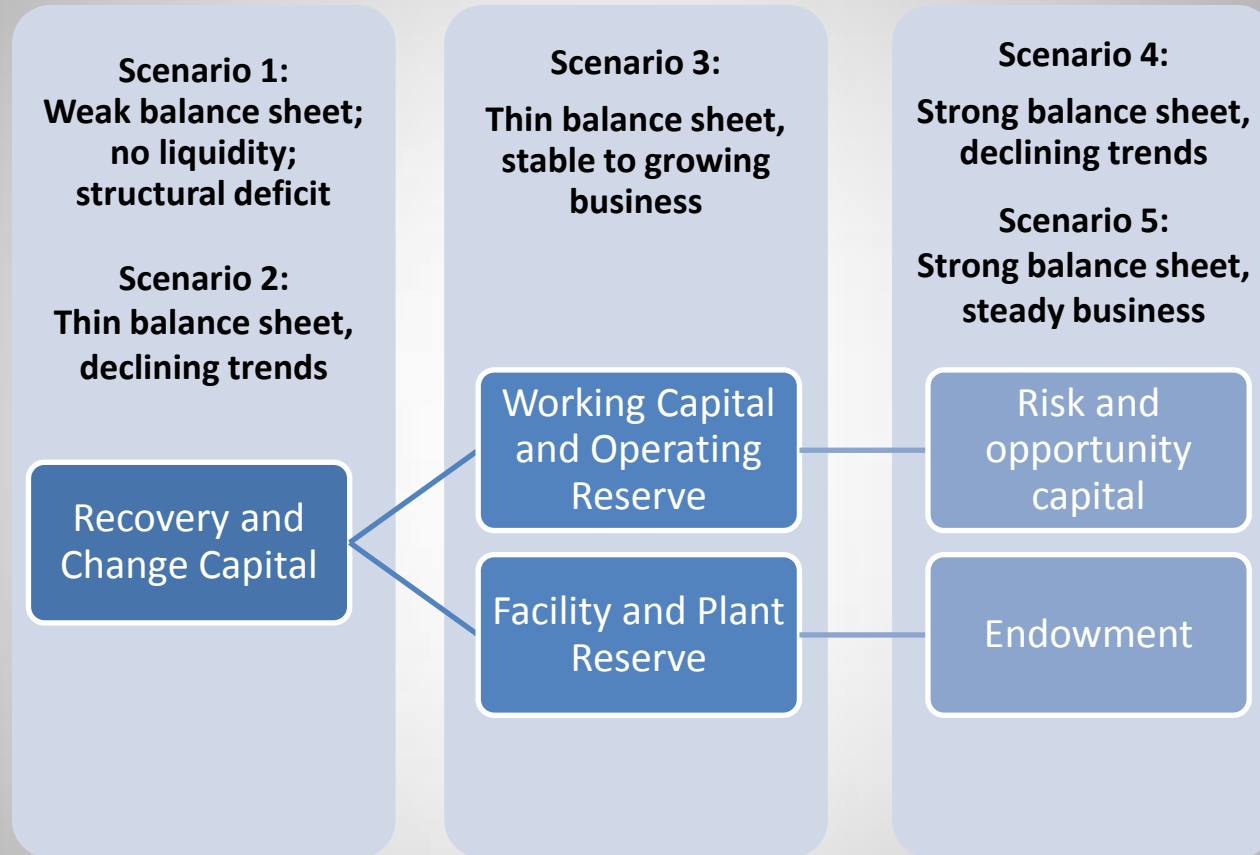 Scenario 1:
Weak balance sheet;
no liquidity;
structural deficit
Scenario 2:
Thin balance sheet,
declining trends
Recovery and
Change Capital
Scenario 3:
Thin balance sheet,
stable to growing
business
Working Capital
and Operating
Reserve
Facility and Plant
Reserve
Scenario 4:
Strong balance sheet,
declining trends
Scenario 5:
Strong balance sheet,
steady business
Risk and
opportunity
capital
Endowment